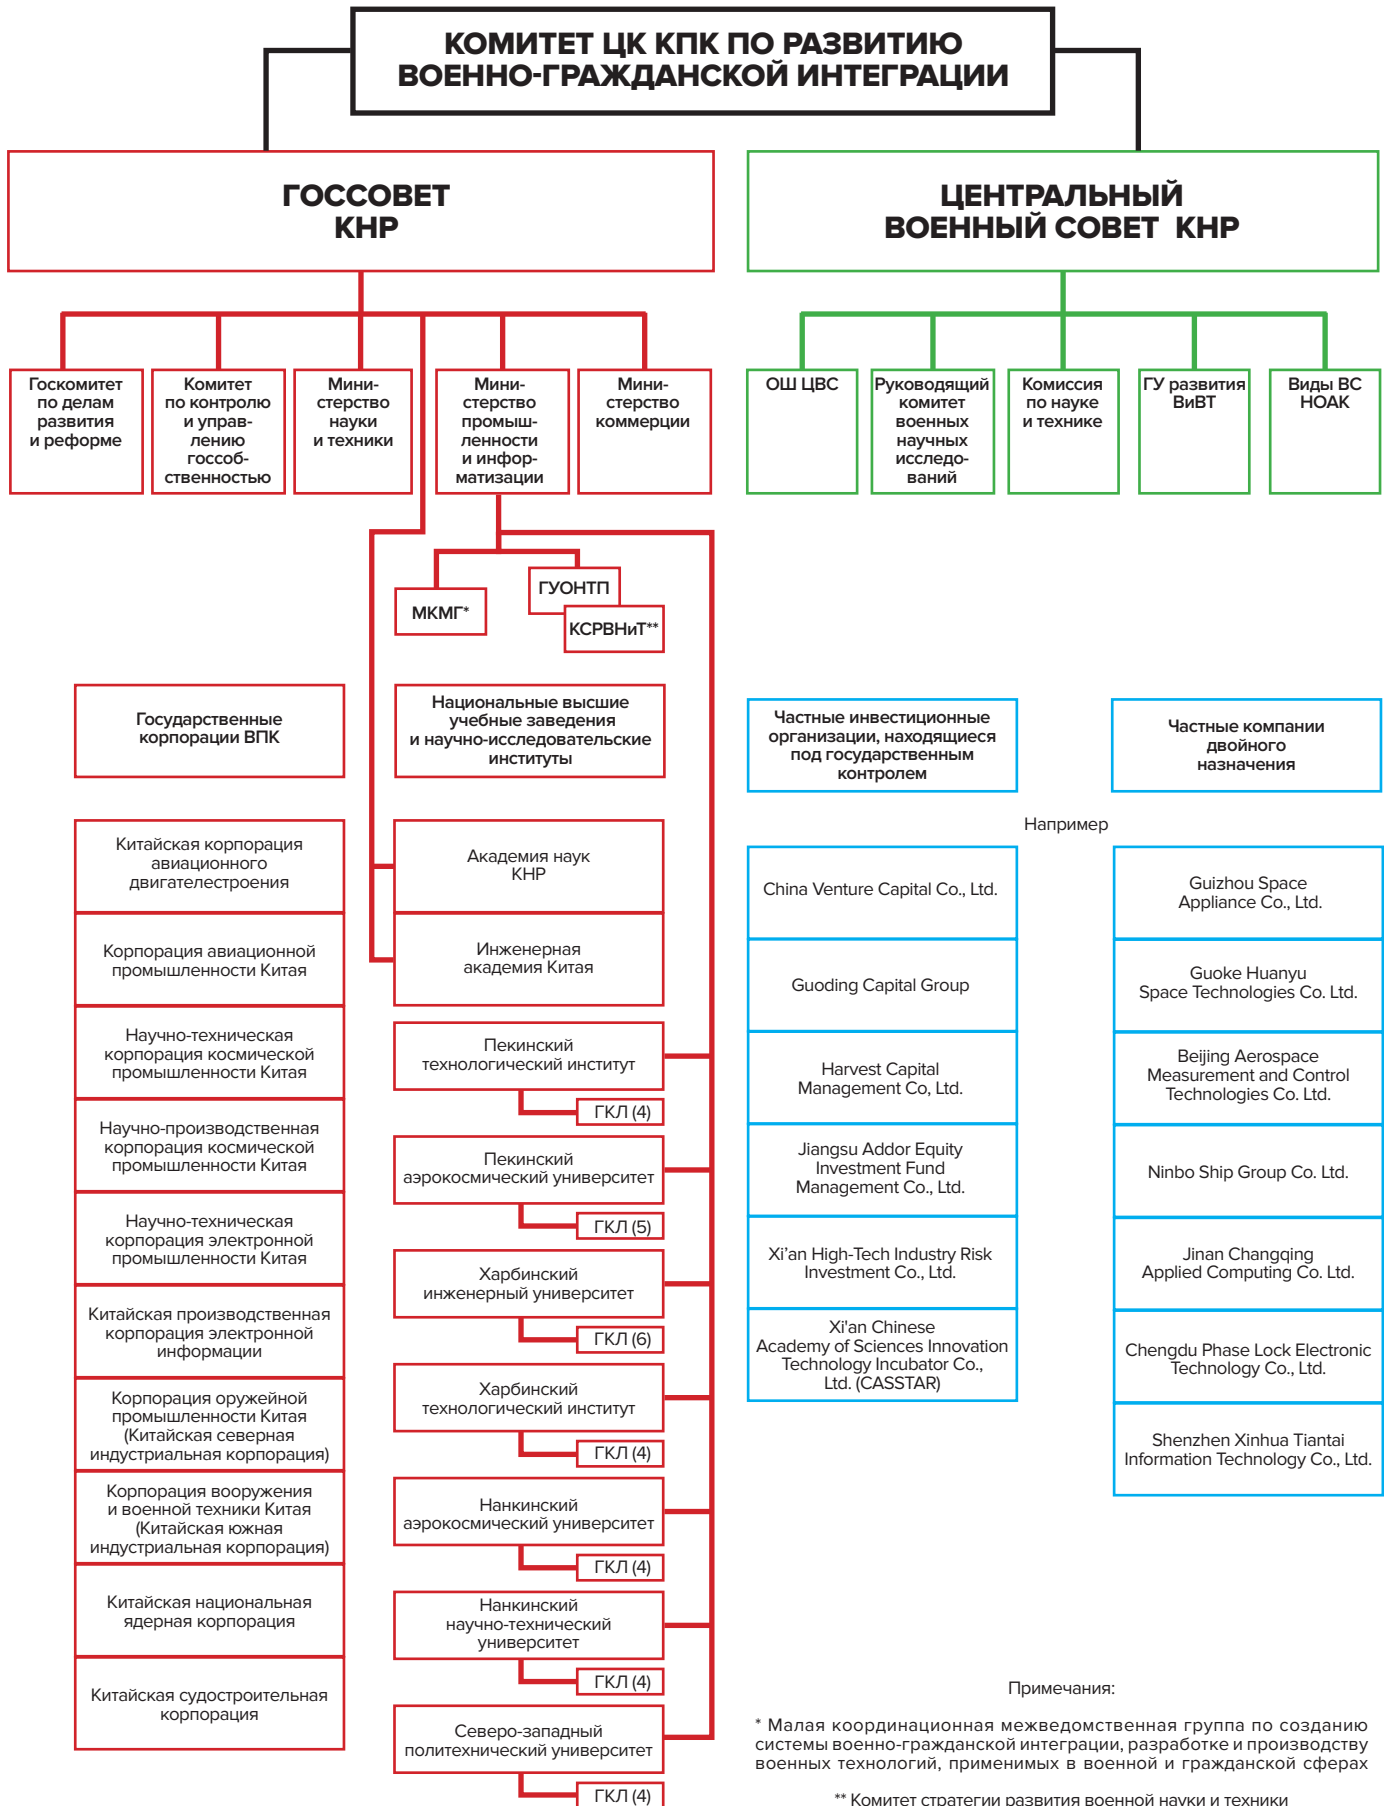 КОМИТЕТ ЦК КПК ПО РАЗВИТИЮ
ВОЕННО-ГРАЖДАНСКОЙ ИНТЕГРАЦИИ
ГОССОВЕТ
КНР
ЦЕНТРАЛЬНЫЙ
ВОЕННЫЙ СОВЕТ КНР
Госкомитет
по делам
развития
и реформе
Комитет
по контролю
и управ-
лению
госсоб-
ственностью
Мини-
стерство
науки
и техники
Мини-
стерство
промыш-
ленности
и инфор-
матизации
Мини-
стерство
коммерции
ОШ ЦВС
Руководящий
комитет
военных
научных
исследо-
ваний
Комиссия
по науке
и технике
ГУ развития
ВиВТ
Виды ВС
НОАК
МКМГ*
ГУОНТП
КСРВНиТ**
Государственные
корпорации ВПК
Китайская корпорация
авиационного
двигателестроения
Корпорация авиационной
промышленности Китая
Научно-техническая
корпорация космической
промышленности Китая
Научно-производственная
корпорация космической
промышленности Китая
Научно-техническая
корпорация электронной
промышленности Китая
Китайская производственная
корпорация электронной
информации
Корпорация оружейной
промышленности Китая
(Китайская северная
индустриальная корпорация)
Корпорация вооружения
и военной техники Китая
(Китайская южная
индустриальная корпорация)
Китайская национальная
ядерная корпорация
Китайская судостроительная
корпорация
Национальные высшие
учебные заведения
и научно-исследовательские
институты
Академия наук
КНР
Инженерная
академия Китая
Пекинский
технологический институт
ГКЛ (4)
Пекинский
аэрокосмический университет
ГКЛ (5)
Харбинский
инженерный университет
ГКЛ (6)
Харбинский
технологический институт
ГКЛ (4)
Нанкинский
аэрокосмический университет
ГКЛ (4)
Нанкинский
научно-технический
университет
ГКЛ (4)
Северо-западный
политехнический университет
ГКЛ (4)
Частные инвестиционные
организации, находящиеся
под государственным
контролем
Частные компании
двойного
назначения
Например
China Venture Capital Co., Ltd.
Guoding Capital Group
Harvest Capital
Management Co, Ltd.
Jiangsu Addor Equity
Investment Fund
Management Co., Ltd.
Xi’an High-Tech Industry Risk
Investment Co., Ltd.
Xi'an Chinese
Academy of Sciences Innovation
Technology Incubator Co.,
Ltd. (CASSTAR)
Guizhou Space
Appliance Co., Ltd.
Guoke Huanyu
Space Technologies Co. Ltd.
Beijing Aerospace
Measurement and Control
Technologies Co. Ltd.
Ninbo Ship Group Co. Ltd.
Jinan Changqing
Applied Computing Co. Ltd.
Chengdu Phase Lock Electronic
Technology Co., Ltd.
Shenzhen Xinhua Tiantai
Information Technology Co., Ltd.
Примечания:
* Малая координационная межведомственная группа по созданию
системы военно-гражданской интеграции, разработке и производству
военных технологий, применимых в военной и гражданской сферах
** Комитет стратегии развития военной науки и техники